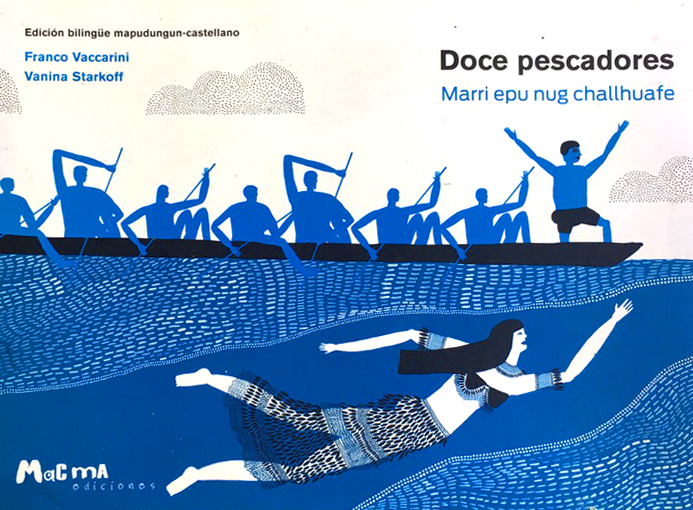 Edición bilingüe mapudungun-castellano
Franco Vaccarini
Vanina Starkoff
Doce pescadores
Marri epu nug challhuafe
MaCmA
ediciones